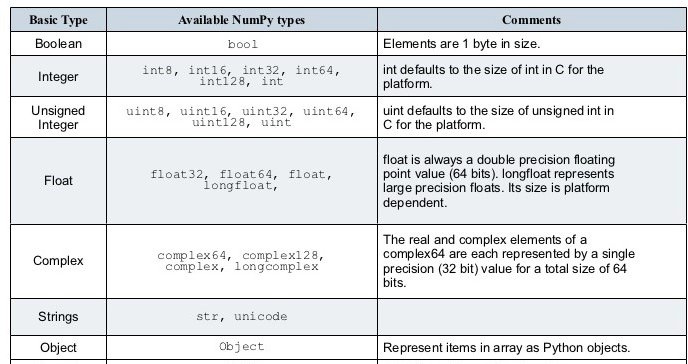 Basic Type Available NumPy types Comments
Boolean bool Elements are 1 byte in size.
Integer int8, int16, int32, int64,
int128, int int defaults to the size of int in C for the
platform.
Unsigned
Integer uint8, uint16, uint32, uint64,
uint128, uint uint defaults to the size of unsigned int in
C for the platform.
Float float32, float64, float,
longfloat, float is always a double precision floating
point value (64 bits). longfloat represents
large precision floats. Its size is platform
dependent.
Complex complex64, complex128,
complex, longcomplex The real and complex elements of a
complex64 are each represented by a single
precision (32 bit) value for a total size of 64
bits.
Strings str, unicode
Object Object Represent items in array as Python objects.